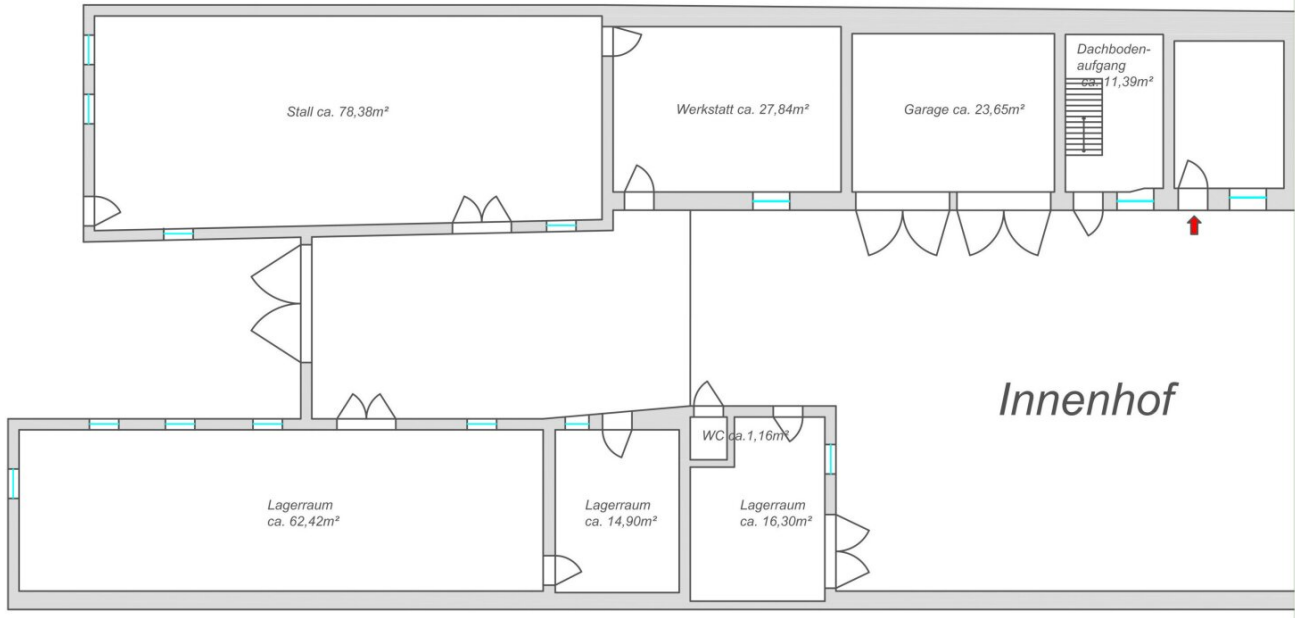 Stall ca. 78,38m²
Werkstatt ca. 27,84m²
Garage ca. 23,65m²
Dachboden-
aufgang
ca. 11,39m²
Innenhof
WC ca.1,16m²
Lagerraum
ca. 62,42m²
Lagerraum
ca. 14,90m²
Lagerraum
ca. 16,30m²